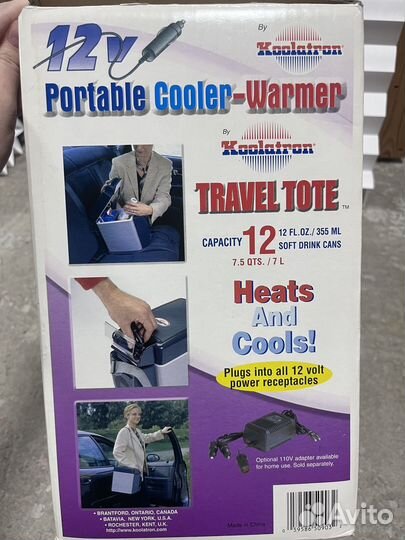 12V
By
Koolatron
Portable Cooler-Warmer
By
Koolatron
TRAVEL TOTE™
CAPACITY 12 12 FL.OZ./355 ML
SOFT DRINK CANS
7.5 QTS./7 L
Heats
And
Cools!
Plugs into all 12 volt
power receptacles
Optional 110V adapter available
for home use. Sold separately.
• BRANTFORD, ONTARIO, CANADA
• BATAVIA, NEW YORK, U.S.A.
• ROCHESTER, KENT, U.K.
http://www.koolatron.com
Made in China
Avito